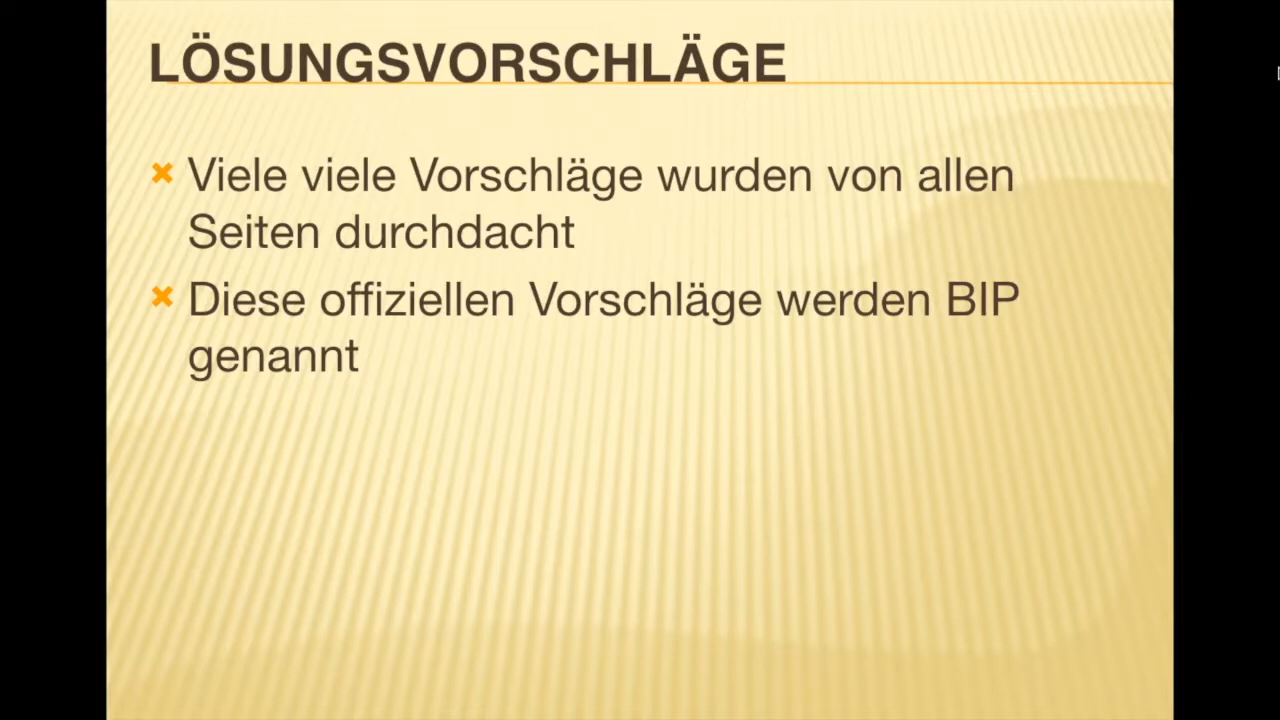 LÖSUNGSVORSCHLÄGE
Viele viele Vorschläge wurden von allen
Seiten durchdacht
Diese offiziellen Vorschläge werden BIP
genannt